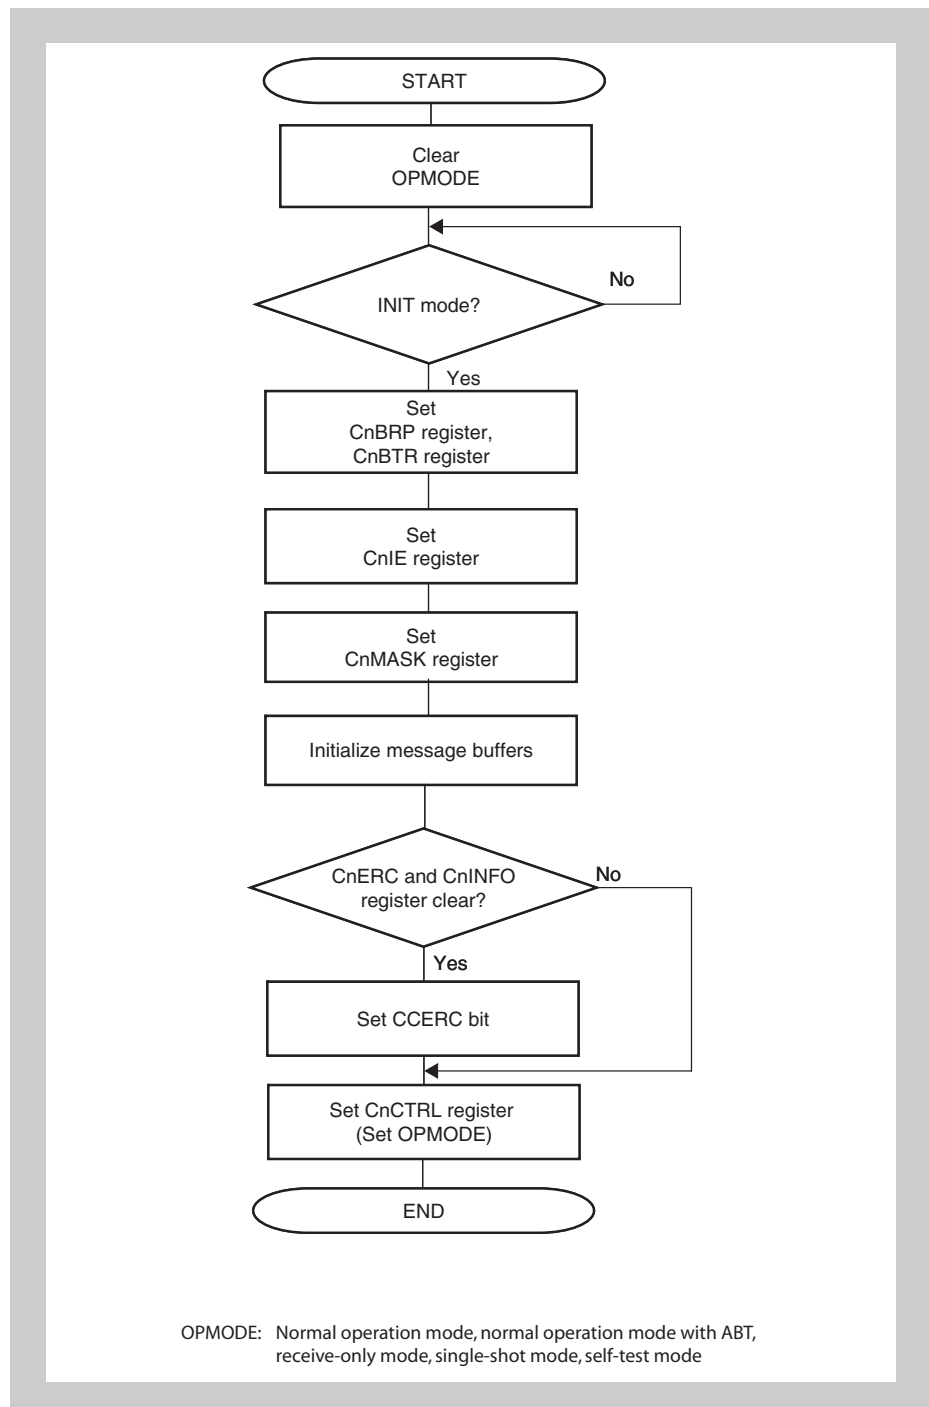 START
Clear
OPMODE
No
INIT mode?
Yes
Set
CnBRP register,
CnBTR register
Set
CnIE register
Set
CnMASK register
Initialize message buffers
CnERC and CnINFO
register clear?
No
Yes
Set CCERC bit
Set CnCTRL register
(Set OPMODE)
END
OPMODE: Normal operation mode, normal operation mode with ABT,
receive-only mode, single-shot mode, self-test mode